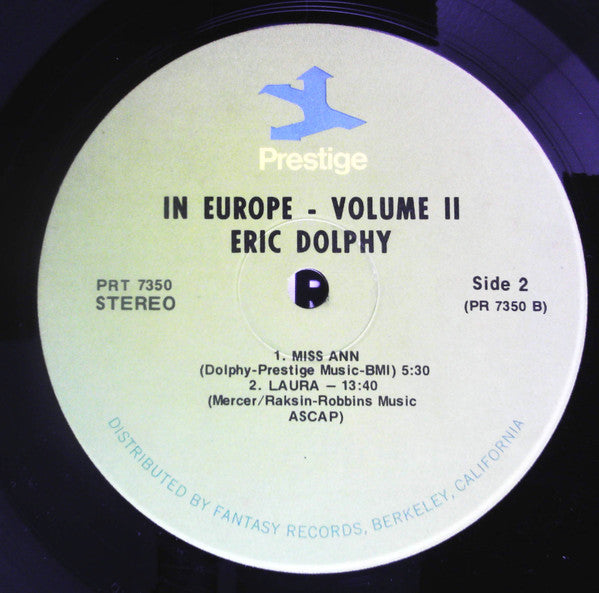 Prestige
IN EUROPE - VOLUME II
ERIC DOLPHY
PRT 7350
STEREO
Side 2
(PR 7350 B)
1. MISS ANN
(Dolphy-Prestige Music-BMI) 5:30
2. LAURA — 13:40
(Mercer/Raksin-Robbins Music
ASCAP)
DISTRIBUTED BY FANTASY RECORDS, BERKELEY, CALIFORNIA